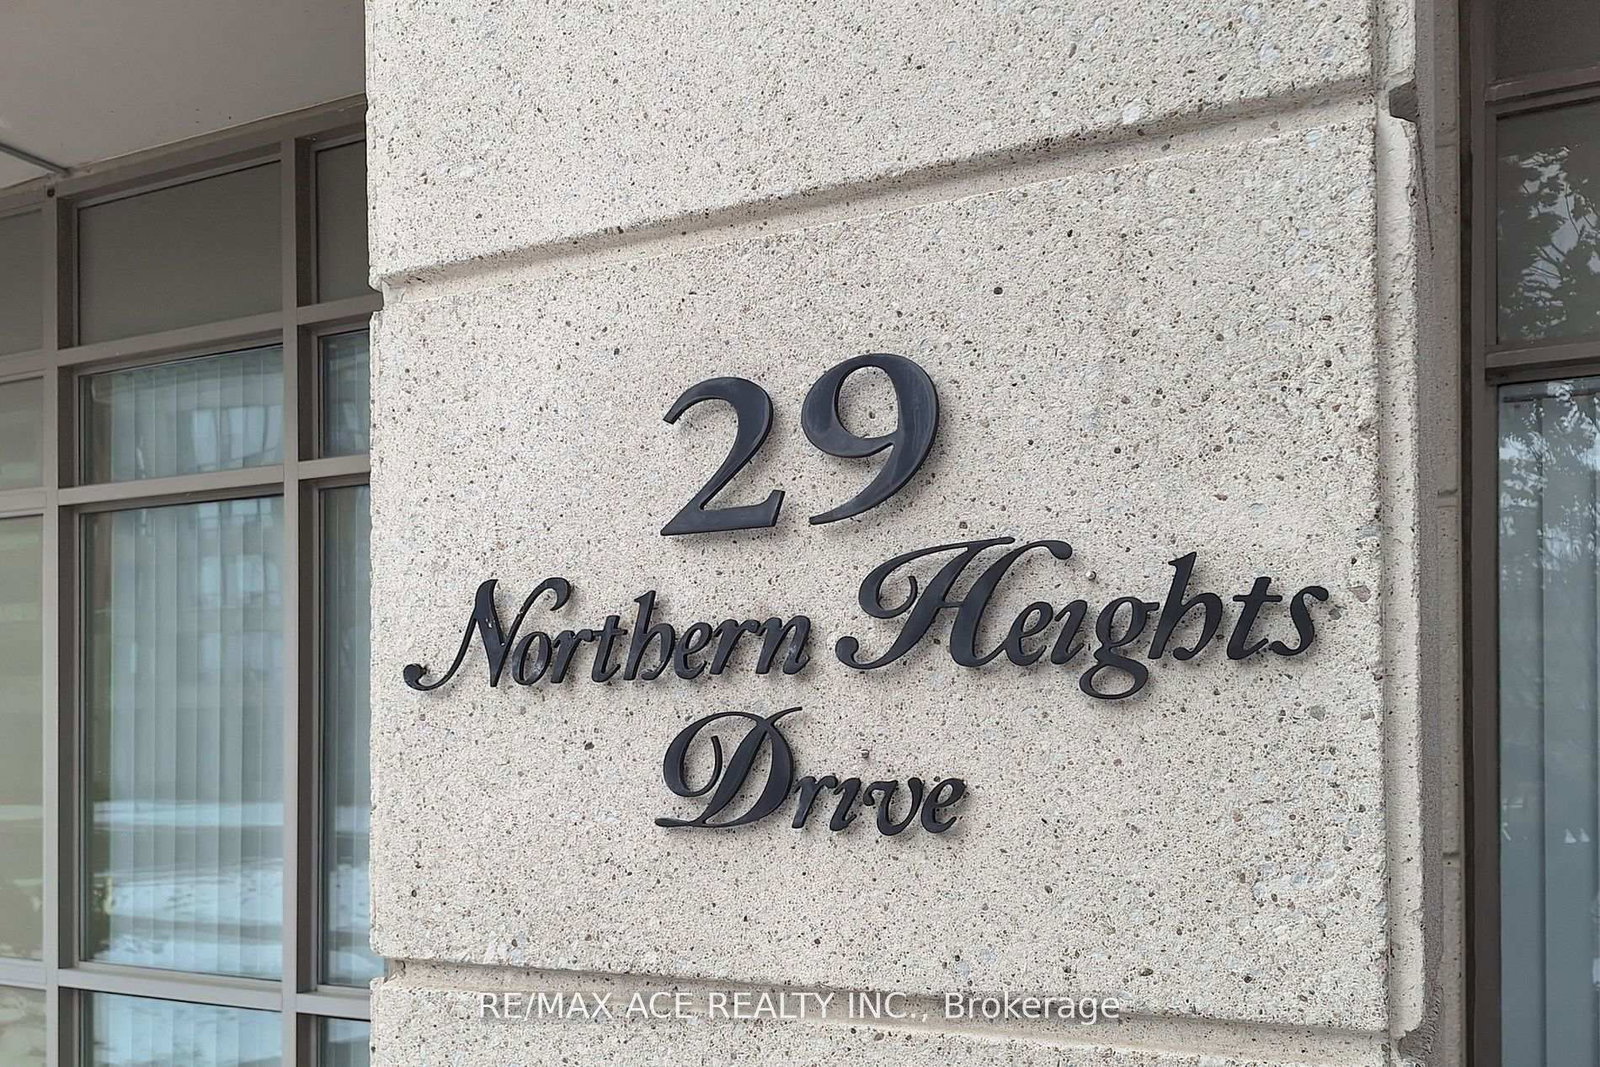 29
Northern Heights
Drive
RE/MAX ACE REALTY INC., Brokerage